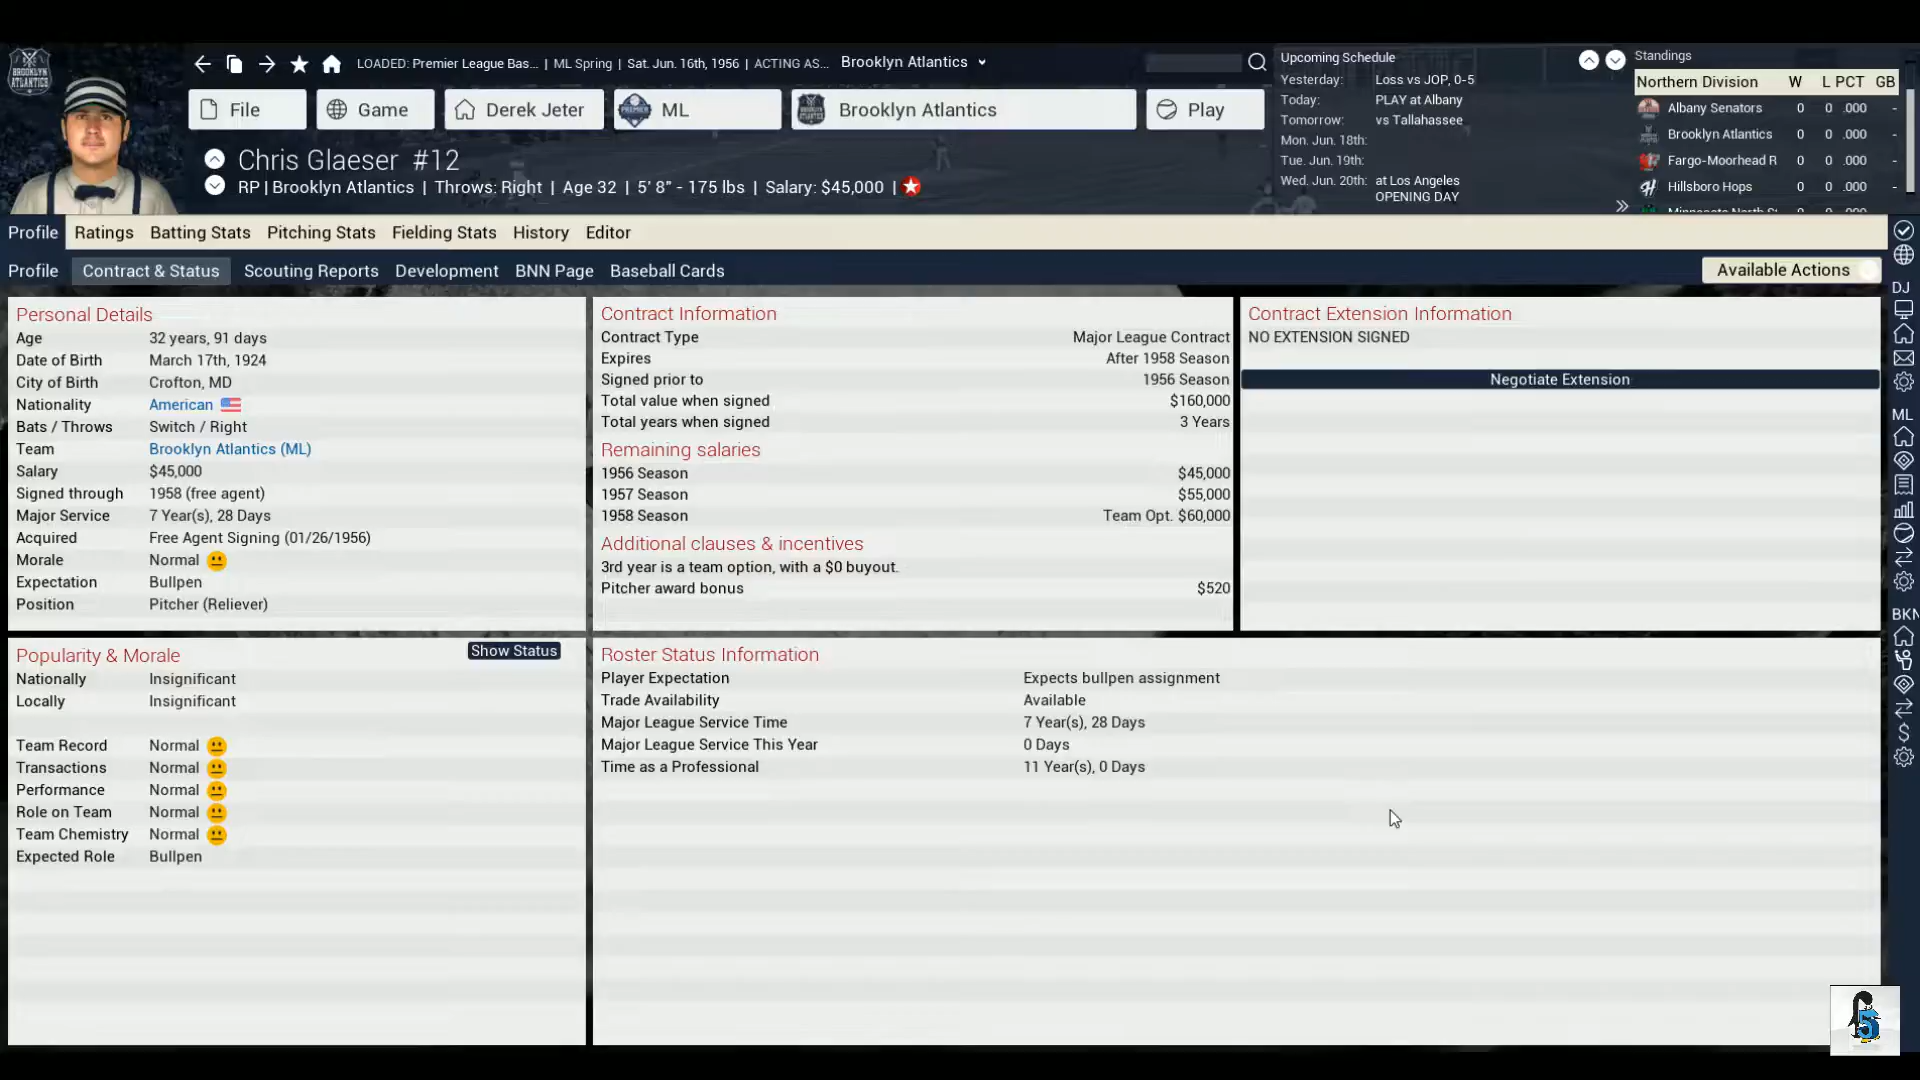 BROOKLYN ATLANTICS
LOADED: Premier League Bas... | ML Spring | Sat. Jun. 16th, 1956 | ACTING AS... Brooklyn Atlantics
File Game Derek Jeter ML Brooklyn Atlantics Play
Chris Glaeser #12
RP | Brooklyn Atlantics | Throws: Right | Age 32 | 5' 8" - 175 lbs | Salary: $45,000
Upcoming Schedule
Yesterday: Loss vs JOP, 0-5
Today: PLAY at Albany
Tomorrow: vs Tallahassee
Mon. Jun. 18th:
Tue. Jun. 19th:
Wed. Jun. 20th: at Los Angeles
OPENING DAY
Standings
Northern Division W L PCT GB
Albany Senators 0 0 .000 -
Brooklyn Atlantics 0 0 .000 -
Fargo-Moorhead R 0 0 .000 -
Hillsboro Hops 0 0 .000 -
Profile Ratings Batting Stats Pitching Stats Fielding Stats History Editor
Profile Contract & Status Scouting Reports Development BNN Page Baseball Cards Available Actions
Personal Details
Age 32 years, 91 days
Date of Birth March 17th, 1924
City of Birth Crofton, MD
Nationality American
Bats / Throws Switch / Right
Team Brooklyn Atlantics (ML)
Salary $45,000
Signed through 1958 (free agent)
Major Service 7 Year(s), 28 Days
Acquired Free Agent Signing (01/26/1956)
Morale Normal
Expectation Bullpen
Position Pitcher (Reliever)
Contract Information
Contract Type Major League Contract
Expires After 1958 Season
Signed prior to 1956 Season
Total value when signed $160,000
Total years when signed 3 Years
Remaining salaries
1956 Season $45,000
1957 Season $55,000
1958 Season Team Opt. $60,000
Additional clauses & incentives
3rd year is a team option, with a $0 buyout.
Pitcher award bonus $520
Contract Extension Information
NO EXTENSION SIGNED
Negotiate Extension
Popularity & Morale Show Status
Nationally Insignificant
Locally Insignificant
Team Record Normal
Transactions Normal
Performance Normal
Role on Team Normal
Team Chemistry Normal
Expected Role Bullpen
Roster Status Information
Player Expectation Expects bullpen assignment
Trade Availability Available
Major League Service Time 7 Year(s), 28 Days
Major League Service This Year 0 Days
Time as a Professional 11 Year(s), 0 Days
DJ
ML
BKN
5